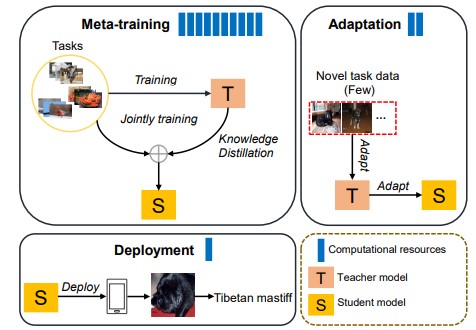 Meta-training
Tasks
Training
T
Jointly training
Knowledge
Distillation
S
Adaptation
Novel task data
(Few)
...
Adapt
T
Adapt
S
Deployment
S
Deploy
Tibetan mastiff
Computational resources
T
Teacher model
S
Student model